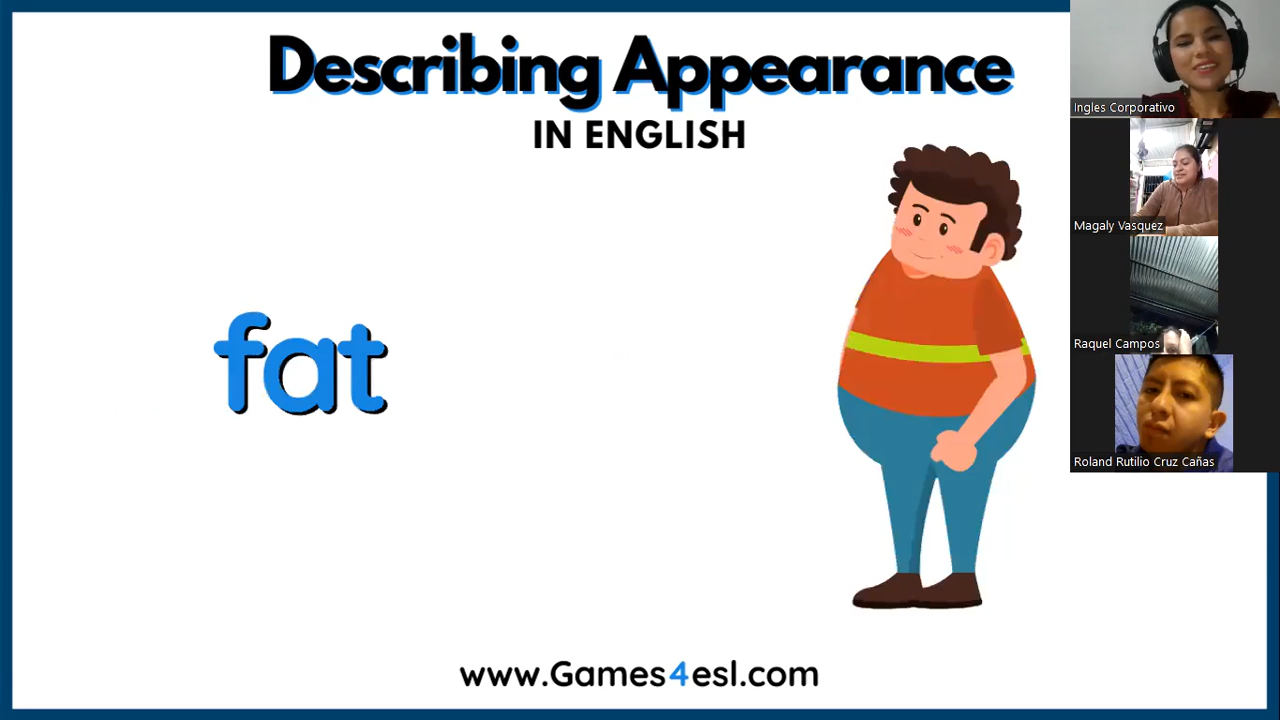 Describing Appearance
IN ENGLISH
fat
www.Games4esl.com
Ingles Corporativo
Magaly Vasquez
Raquel Campos
Roland Rutilio Cruz Cañas